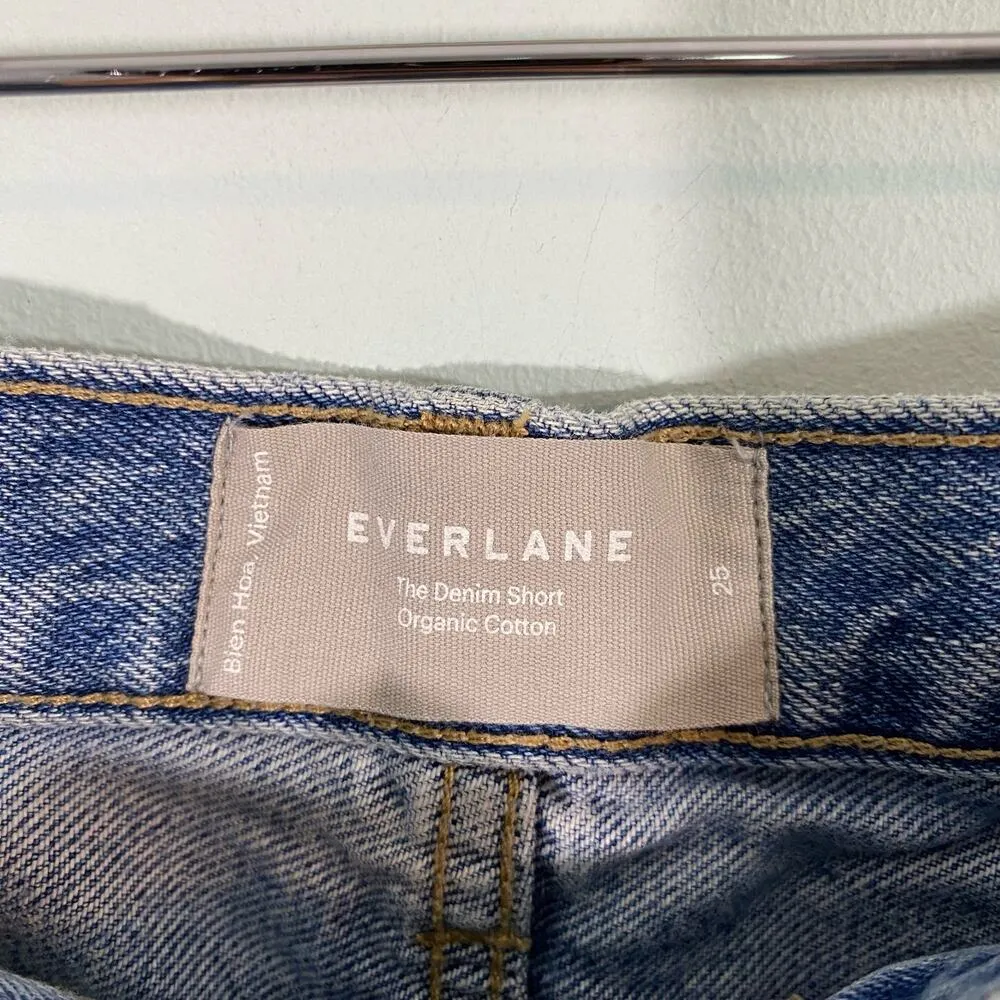 EVERLANE
The Denim Short
Organic Cotton
Bien Hoa, Vietnam
25